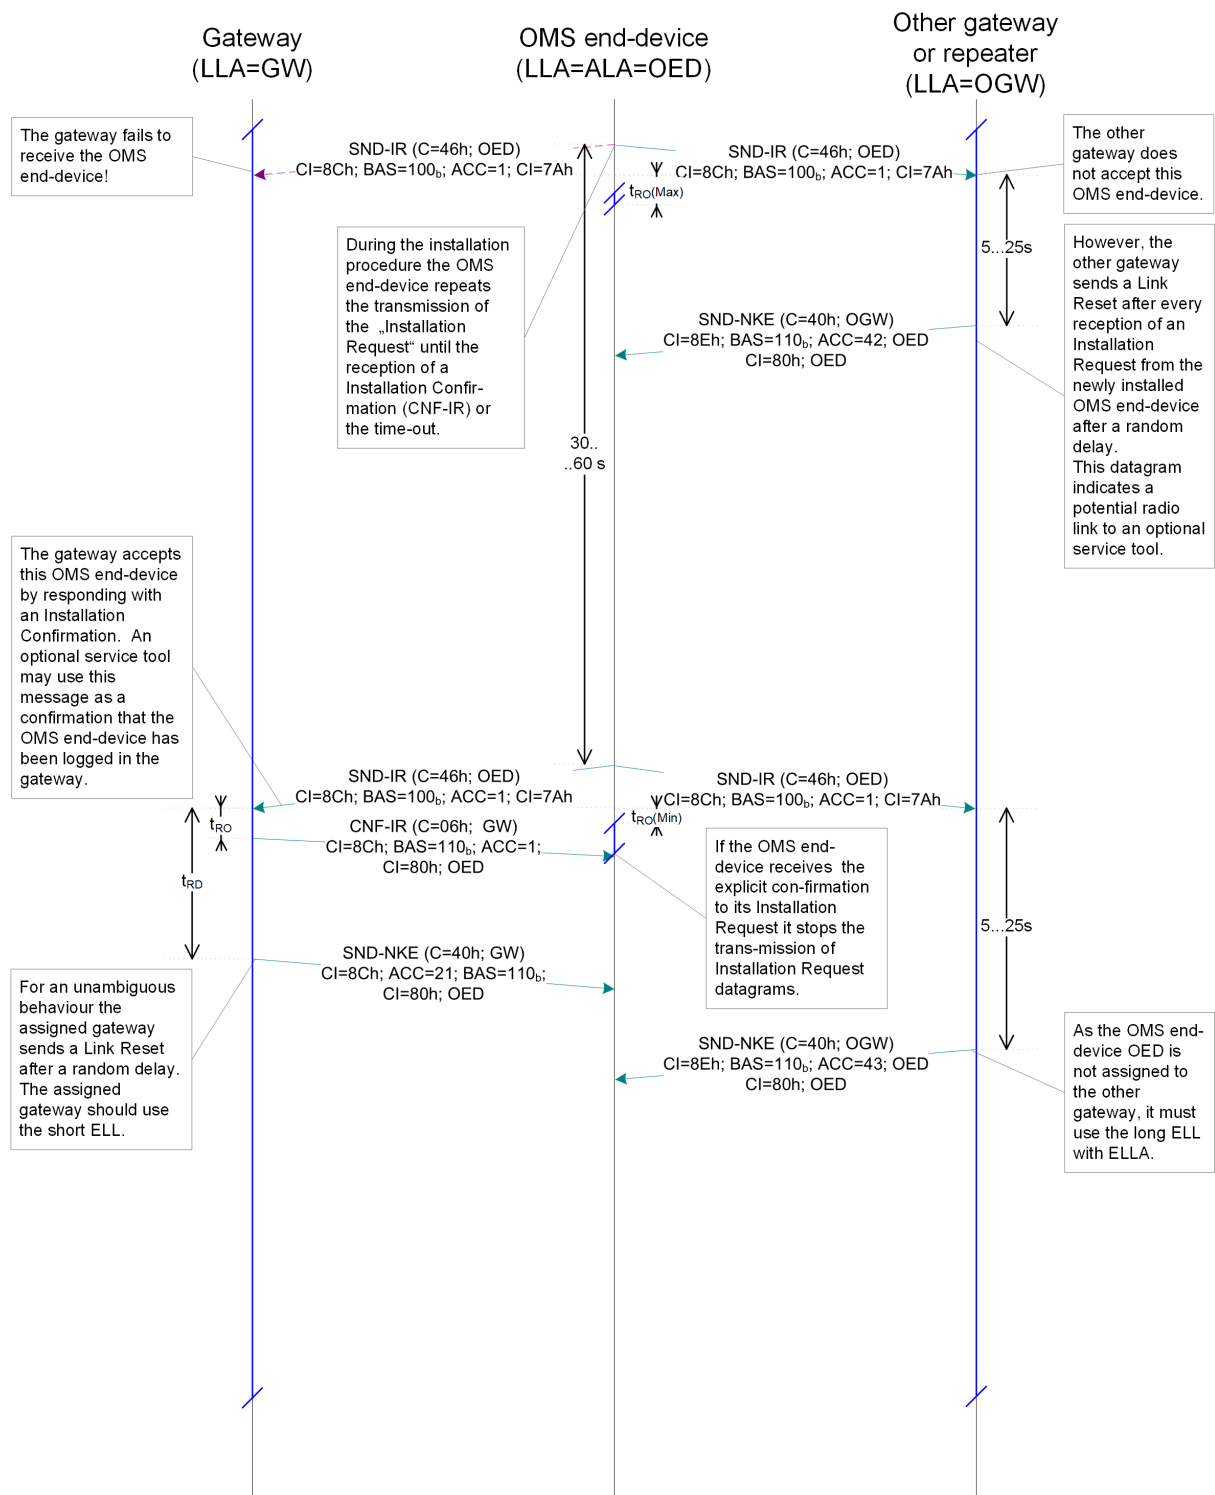 Gateway
(LLA=GW)
OMS end-device
(LLA=ALA=OED)
Other gateway
or repeater
(LLA=OGW)
The gateway fails to
receive the OMS
end-device!
SND-IR (C=46h; OED)
CI=8Ch; BAS=100b; ACC=1; CI=7Ah
SND-IR (C=46h; OED)
CI=8Ch; BAS=100b; ACC=1; CI=7Ah
tRO(Max)
The other
gateway does
not accept this
OMS end-device.
During the installation
procedure the OMS
end-device repeats
the transmission of
the „Installation
Request“ until the
reception of a
Installation Confir-
mation (CNF-IR) or
the time-out.
5...25s
However, the
other gateway
sends a Link
Reset after every
reception of an
Installation
Request from the
newly installed
OMS end-device
after a random
delay.
This datagram
indicates a
potential radio
link to an optional
service tool.
SND-NKE (C=40h; OGW)
CI=8Eh; BAS=110b; ACC=42; OED
CI=80h; OED
30..
..60 s
The gateway accepts
this OMS end-device
by responding with
an Installation
Confirmation.  An
optional service tool
may use this
message as a
confirmation that the
OMS end-device has
been logged in the
gateway.
SND-IR (C=46h; OED)
CI=8Ch; BAS=100b; ACC=1; CI=7Ah
SND-IR (C=46h; OED)
CI=8Ch; BAS=100b; ACC=1; CI=7Ah
tRO
tRO(Min)
CNF-IR (C=06h;  GW)
CI=8Ch; BAS=110b; ACC=1;
CI=80h; OED
tRD
If the OMS end-
device receives  the
explicit con-firmation
to its Installation
Request it stops the
trans-mission of
Installation Request
datagrams.
5...25s
SND-NKE (C=40h; GW)
CI=8Ch; ACC=21; BAS=110b;
CI=80h; OED
For an unambiguous
behaviour the
assigned gateway
sends a Link Reset
after a random delay.
The assigned
gateway should use
the short ELL.
SND-NKE (C=40h; OGW)
CI=8Eh; BAS=110b; ACC=43; OED
CI=80h; OED
As the OMS end-
device OED is
not assigned to
the other
gateway, it must
use the long ELL
with ELLA.